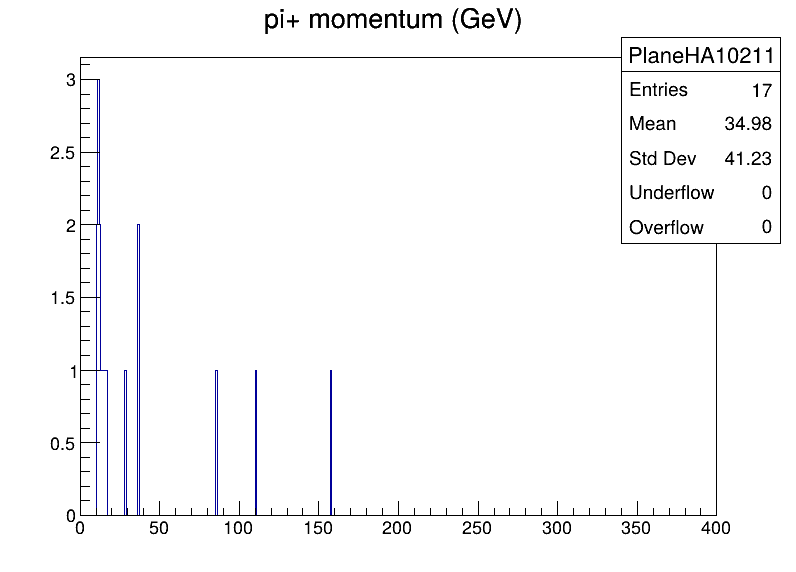 pi+ momentum (GeV)
PlaneHA10211
Entries 17
Mean 34.98
Std Dev 41.23
Underflow 0
Overflow 0
3
2.5
2
1.5
1
0.5
0
0 50 100 150 200 250 300 350 400